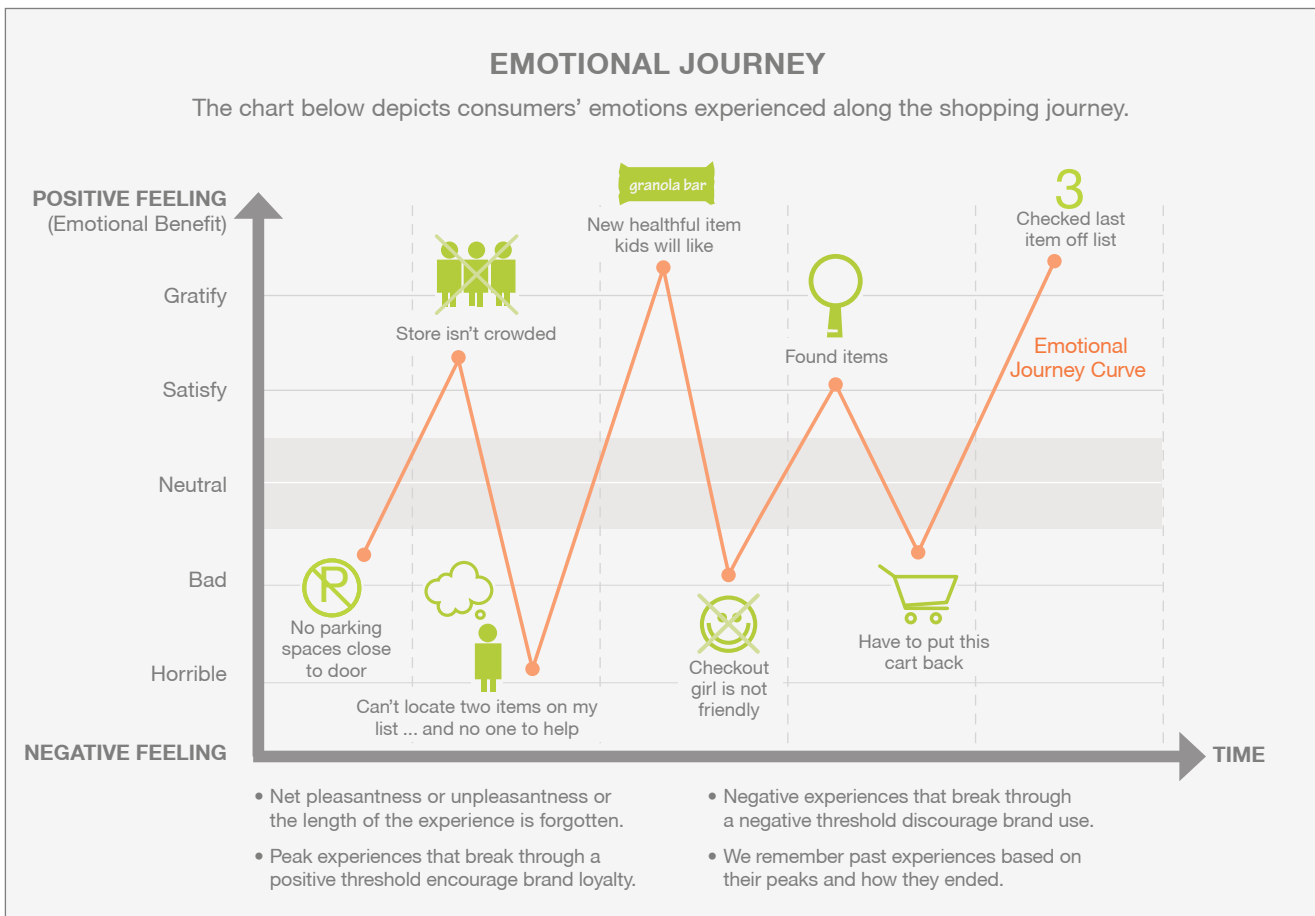 EMOTIONAL JOURNEY
The chart below depicts consumers’ emotions experienced along the shopping journey.
POSITIVE FEELING
(Emotional Benefit)
Gratify
Satisfy
Neutral
Bad
Horrible
NEGATIVE FEELING
P
No parking
spaces close
to door
Store isn’t crowded
Can’t locate two items on my
list ... and no one to help
granola bar
New healthful item
kids will like
Checkout
girl is not
friendly
Found items
Have to put this
cart back
3
Checked last
item off list
Emotional
Journey Curve
TIME
• Net pleasantness or unpleasantness or
the length of the experience is forgotten.
• Peak experiences that break through a
positive threshold encourage brand loyalty.
• Negative experiences that break through
a negative threshold discourage brand use.
• We remember past experiences based on
their peaks and how they ended.